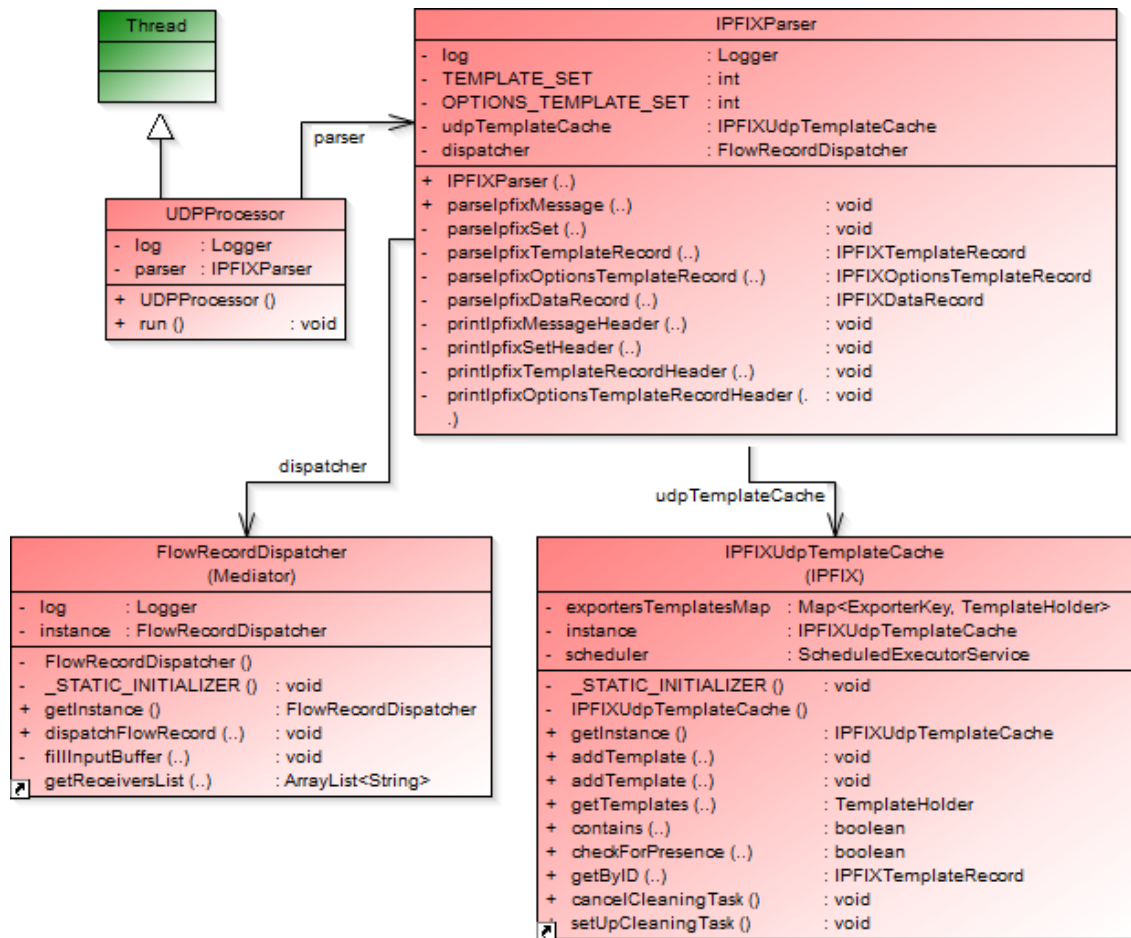 Thread
IPFIXParser
- log : Logger
- TEMPLATE_SET : int
- OPTIONS_TEMPLATE_SET : int
- udpTemplateCache : IPFIXUdpTemplateCache
- dispatcher : FlowRecordDispatcher
+ IPFIXParser (..)
+ parseIpfixMessage (..) : void
- parseIpfixSet (..) : void
- parseIpfixTemplateRecord (..) : IPFIXTemplateRecord
- parseIpfixOptionsTemplateRecord (..) : IPFIXOptionsTemplateRecord
- parseIpfixDataRecord (..) : IPFIXDataRecord
- printIpfixMessageHeader (..) : void
- printIpfixSetHeader (..) : void
- printIpfixTemplateRecordHeader (..) : void
- printIpfixOptionsTemplateRecordHeader (. : void
.)
parser
UDPProcessor
- log : Logger
- parser : IPFIXParser
+ UDPProcessor ()
+ run () : void
dispatcher
udpTemplateCache
FlowRecordDispatcher
(Mediator)
- log : Logger
- instance : FlowRecordDispatcher
- FlowRecordDispatcher ()
- _STATIC_INITIALIZER () : void
+ getInstance () : FlowRecordDispatcher
+ dispatchFlowRecord (..) : void
- fillInputBuffer (..) : void
getReceiversList (..) : ArrayList<String>
IPFIXUdpTemplateCache
(IPFIX)
- exportersTemplatesMap : Map<ExporterKey, TemplateHolder>
- instance : IPFIXUdpTemplateCache
- scheduler : ScheduledExecutorService
- _STATIC_INITIALIZER () : void
- IPFIXUdpTemplateCache ()
+ getInstance () : IPFIXUdpTemplateCache
+ addTemplate (..) : void
+ addTemplate (..) : void
+ getTemplates (..) : TemplateHolder
+ contains (..) : boolean
+ checkForPresence (..) : boolean
+ getByID (..) : IPFIXTemplateRecord
+ cancelCleaningTask () : void
setUpCleaningTask () : void